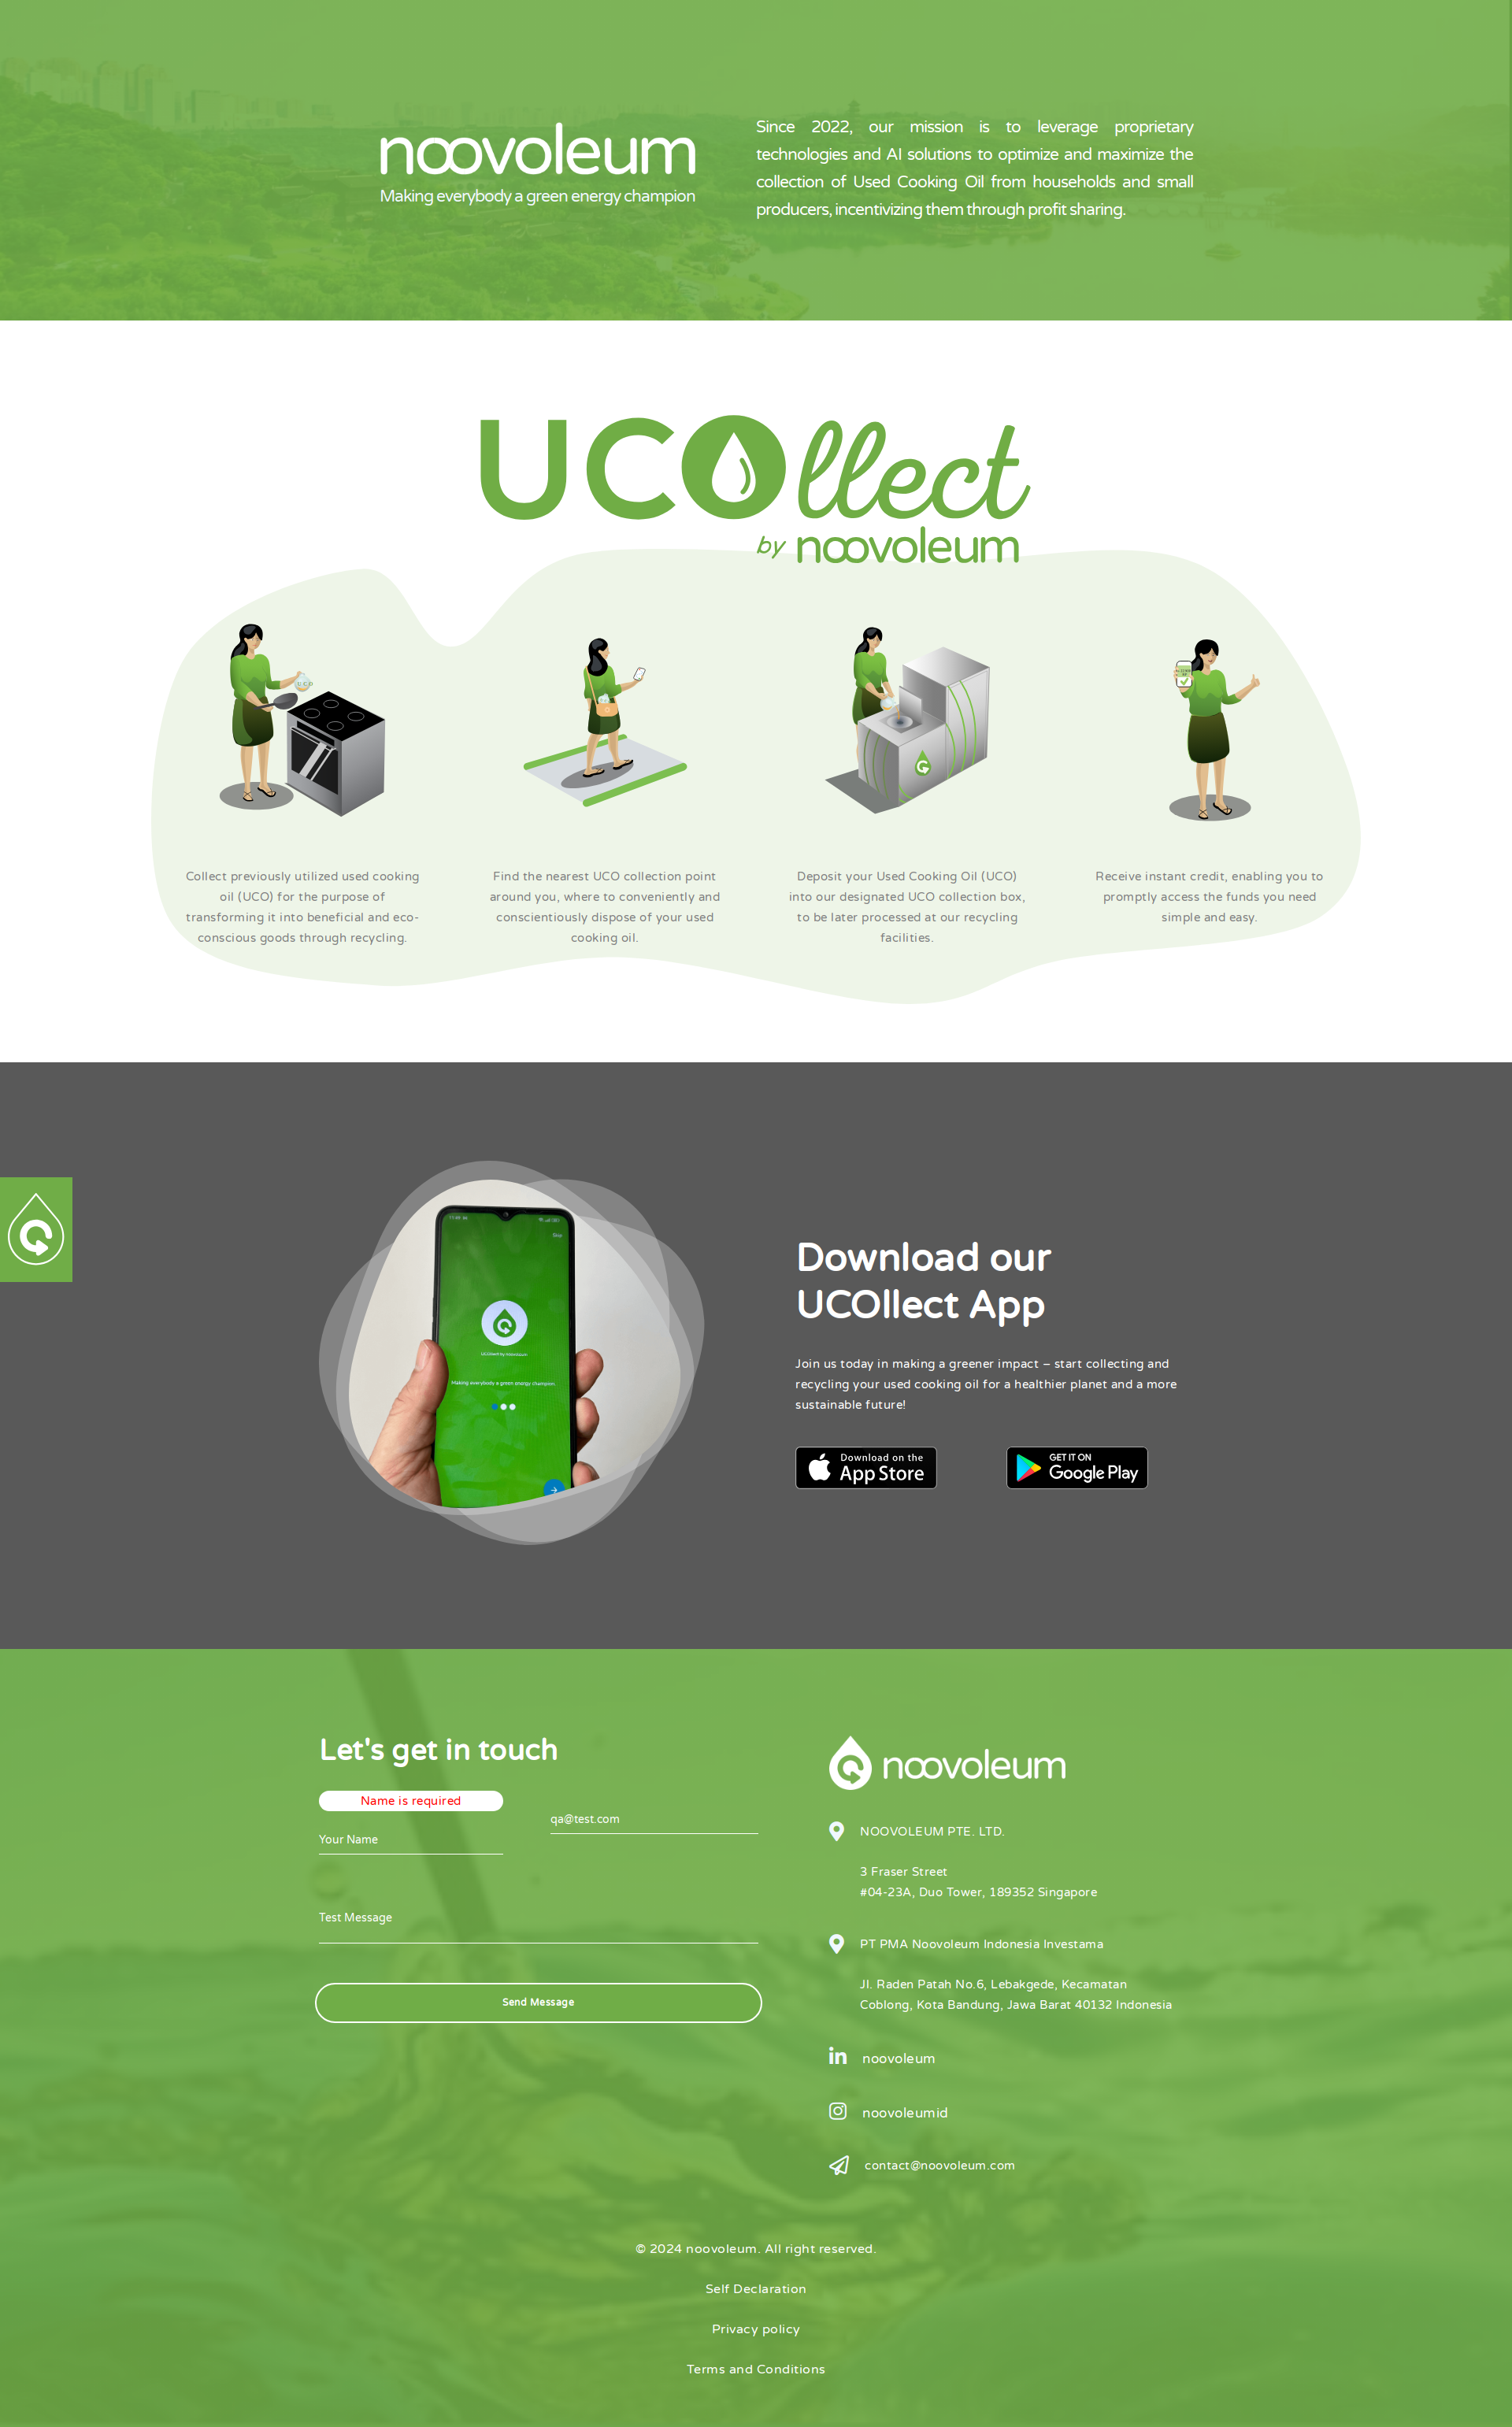 noovoleum
Making everybody a green energy champion
Since 2022, our mission is to leverage proprietary
technologies and AI solutions to optimize and maximize the
collection of Used Cooking Oil from households and small
producers, incentivizing them through profit sharing.
UCOllect
by noovoleum
UCO
Collect previously utilized used cooking
oil (UCO) for the purpose of
transforming it into beneficial and eco-
conscious goods through recycling.
Find the nearest UCO collection point
around you, where to conveniently and
conscientiously dispose of your used
cooking oil.
Deposit your Used Cooking Oil (UCO)
into our designated UCO collection box,
to be later processed at our recycling
facilities.
Receive instant credit, enabling you to
promptly access the funds you need
simple and easy.
Skip
UCOllect by noovoleum
Making everybody a green energy champion.
Download our
UCOllect App
Join us today in making a greener impact – start collecting and
recycling your used cooking oil for a healthier planet and a more
sustainable future!
Download on the
App Store
GET IT ON
Google Play
Let's get in touch
Name is required
Your Name
qa@test.com
Test Message
Send Message
noovoleum
NOOVOLEUM PTE. LTD.
3 Fraser Street
#04-23A, Duo Tower, 189352 Singapore
PT PMA Noovoleum Indonesia Investama
Jl. Raden Patah No.6, Lebakgede, Kecamatan
Coblong, Kota Bandung, Jawa Barat 40132 Indonesia
in
noovoleum
noovoleumid
contact@noovoleum.com
© 2024 noovoleum. All right reserved.
Self Declaration
Privacy policy
Terms and Conditions